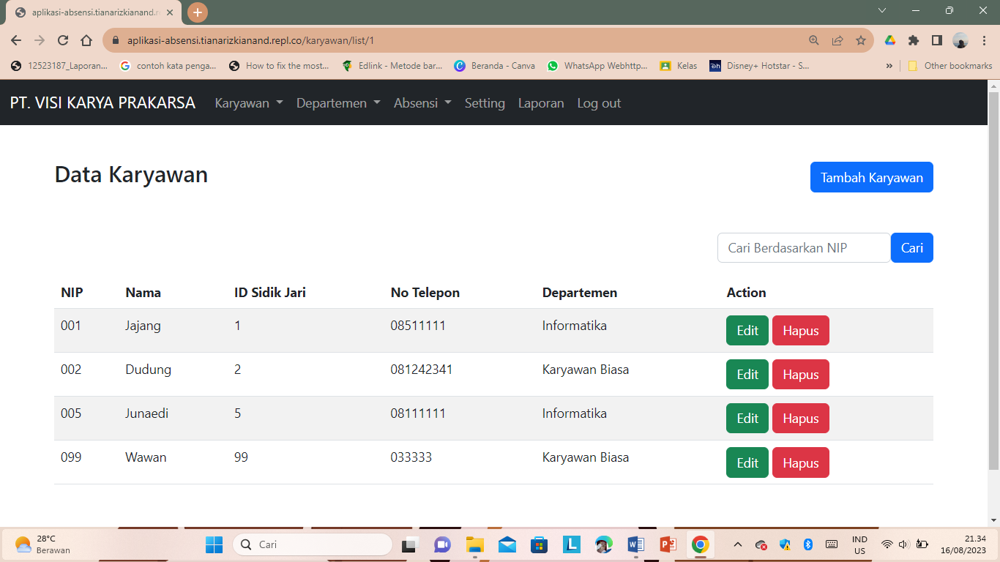 aplikasi-absensi.tianarizkianand.r
aplikasi-absensi.tianarizkianand.repl.co/karyawan/list/1
12523187_Laporan... contoh kata penga... How to fix the most... Edlink - Metode bar... Beranda - Canva WhatsApp Webhttp... Kelas Disney+ Hotstar - S... » Other bookmarks
PT. VISI KARYA PRAKARSA Karyawan Departemen Absensi Setting Laporan Log out
Data Karyawan
Tambah Karyawan
Cari Berdasarkan NIP Cari
NIP Nama ID Sidik Jari No Telepon Departemen Action
001 Jajang 1 08511111 Informatika Edit Hapus
002 Dudung 2 081242341 Karyawan Biasa Edit Hapus
005 Junaedi 5 08111111 Informatika Edit Hapus
099 Wawan 99 033333 Karyawan Biasa Edit Hapus
28°C
Berawan
Cari
IND
US
21.34
16/08/2023